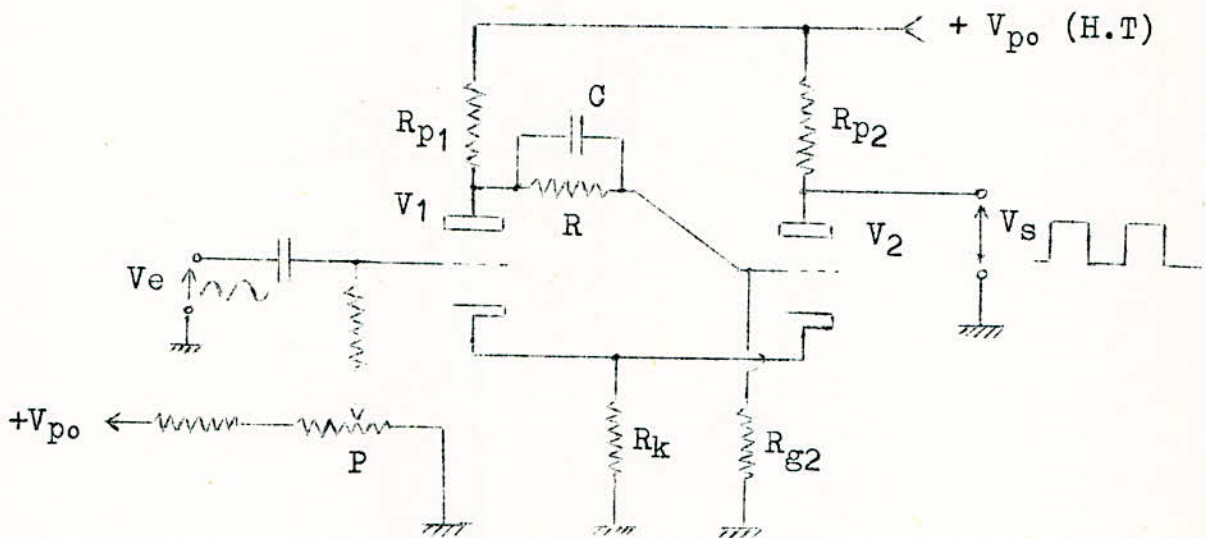 + Vpo (H.T)
C
Rp1
Rp2
V1
R
V2
Vs
Ve
+Vpo
P
Rk
Rg2